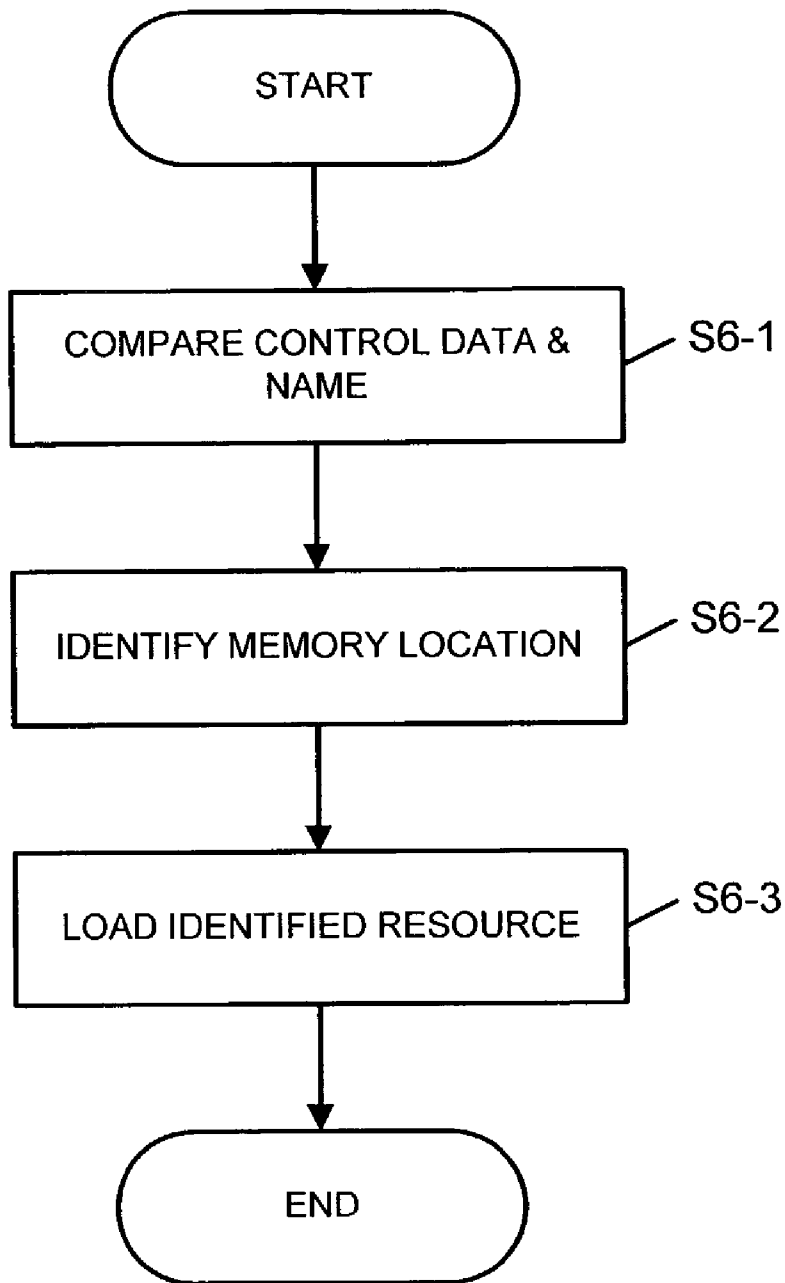 START
COMPARE CONTROL DATA &
NAME
S6-1
IDENTIFY MEMORY LOCATION
S6-2
LOAD IDENTIFIED RESOURCE
S6-3
END